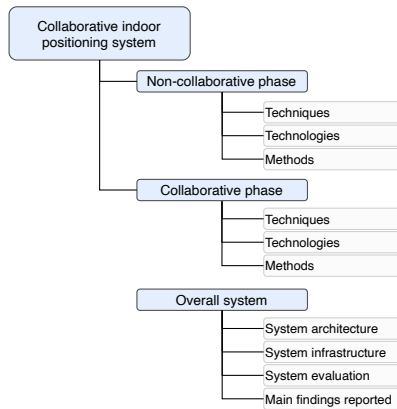 Collaborative indoor
positioning system
Non-collaborative phase
Techniques
Technologies
Methods
Collaborative phase
Techniques
Technologies
Methods
Overall system
System architecture
System infrastructure
System evaluation
Main findings reported